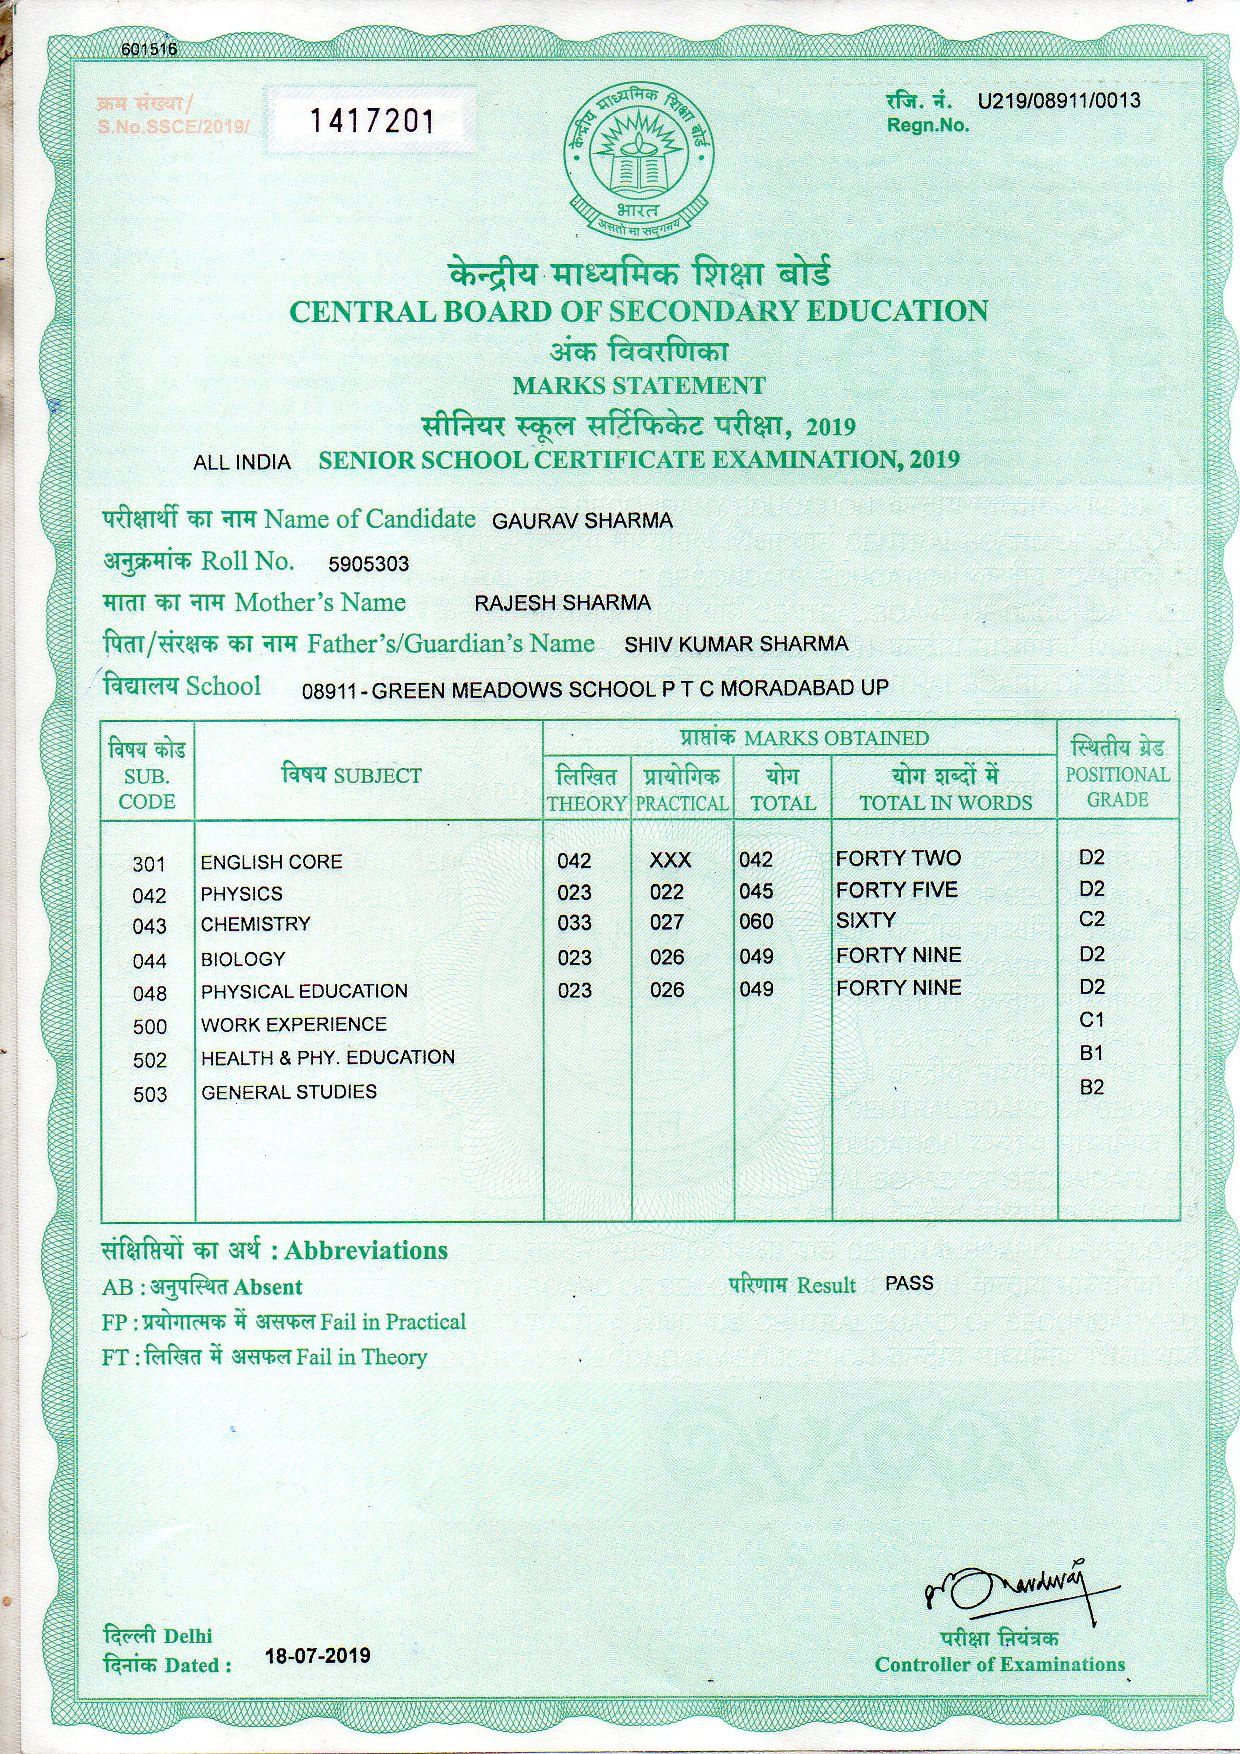 601516
क्रम संख्या/
S.No.SSCE/2019/ 1417201
रजि. नं. U219/08911/0013
Regn.No.
केन्द्रीय माध्यमिक शिक्षा बोर्ड
भारत
असतो मा सद्गमय
केन्द्रीय माध्यमिक शिक्षा बोर्ड
CENTRAL BOARD OF SECONDARY EDUCATION
अंक विवरणिका
MARKS STATEMENT
सीनियर स्कूल सर्टिफिकेट परीक्षा, 2019
ALL INDIA SENIOR SCHOOL CERTIFICATE EXAMINATION, 2019
परीक्षार्थी का नाम Name of Candidate GAURAV SHARMA
अनुक्रमांक Roll No. 5905303
माता का नाम Mother's Name RAJESH SHARMA
पिता/संरक्षक का नाम Father's/Guardian's Name SHIV KUMAR SHARMA
विद्यालय School 08911-GREEN MEADOWS SCHOOL P T C MORADABAD UP
विषय कोड SUB. CODE विषय SUBJECT प्राप्तांक MARKS OBTAINED स्थितीय ग्रेड POSITIONAL GRADE
लिखित THEORY प्रायोगिक PRACTICAL योग TOTAL योग शब्दों में TOTAL IN WORDS
301 ENGLISH CORE 042 XXX 042 FORTY TWO D2
042 PHYSICS 023 022 045 FORTY FIVE D2
043 CHEMISTRY 033 027 060 SIXTY C2
044 BIOLOGY 023 026 049 FORTY NINE D2
048 PHYSICAL EDUCATION 023 026 049 FORTY NINE D2
500 WORK EXPERIENCE C1
502 HEALTH & PHY. EDUCATION B1
503 GENERAL STUDIES B2
संक्षिप्तियों का अर्थ : Abbreviations
AB : अनुपस्थित Absent परिणाम Result PASS
FP : प्रयोगात्मक में असफल Fail in Practical
FT : लिखित में असफल Fail in Theory
दिल्ली Delhi
दिनांक Dated : 18-07-2019
परीक्षा नियंत्रक
Controller of Examinations